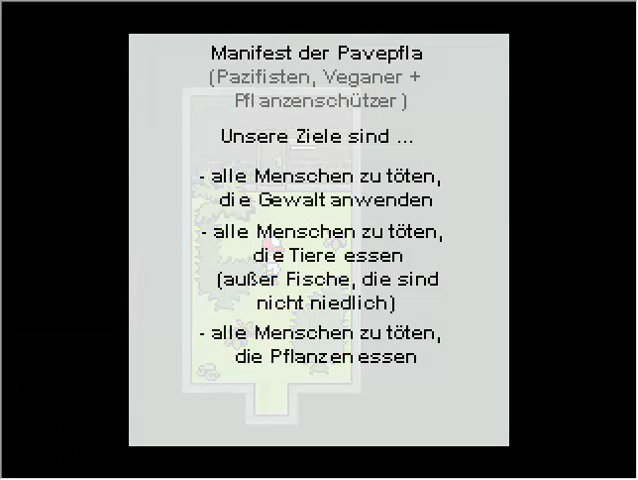 Manifest der Pavepfla
(Pazifisten, Veganer +
Pflanzenschützer)
Unsere Ziele sind ...
- alle Menschen zu töten,
die Gewalt anwenden
- alle Menschen zu töten,
die Tiere essen
(außer Fische, die sind
nicht niedlich)
- alle Menschen zu töten,
die Pflanzen essen